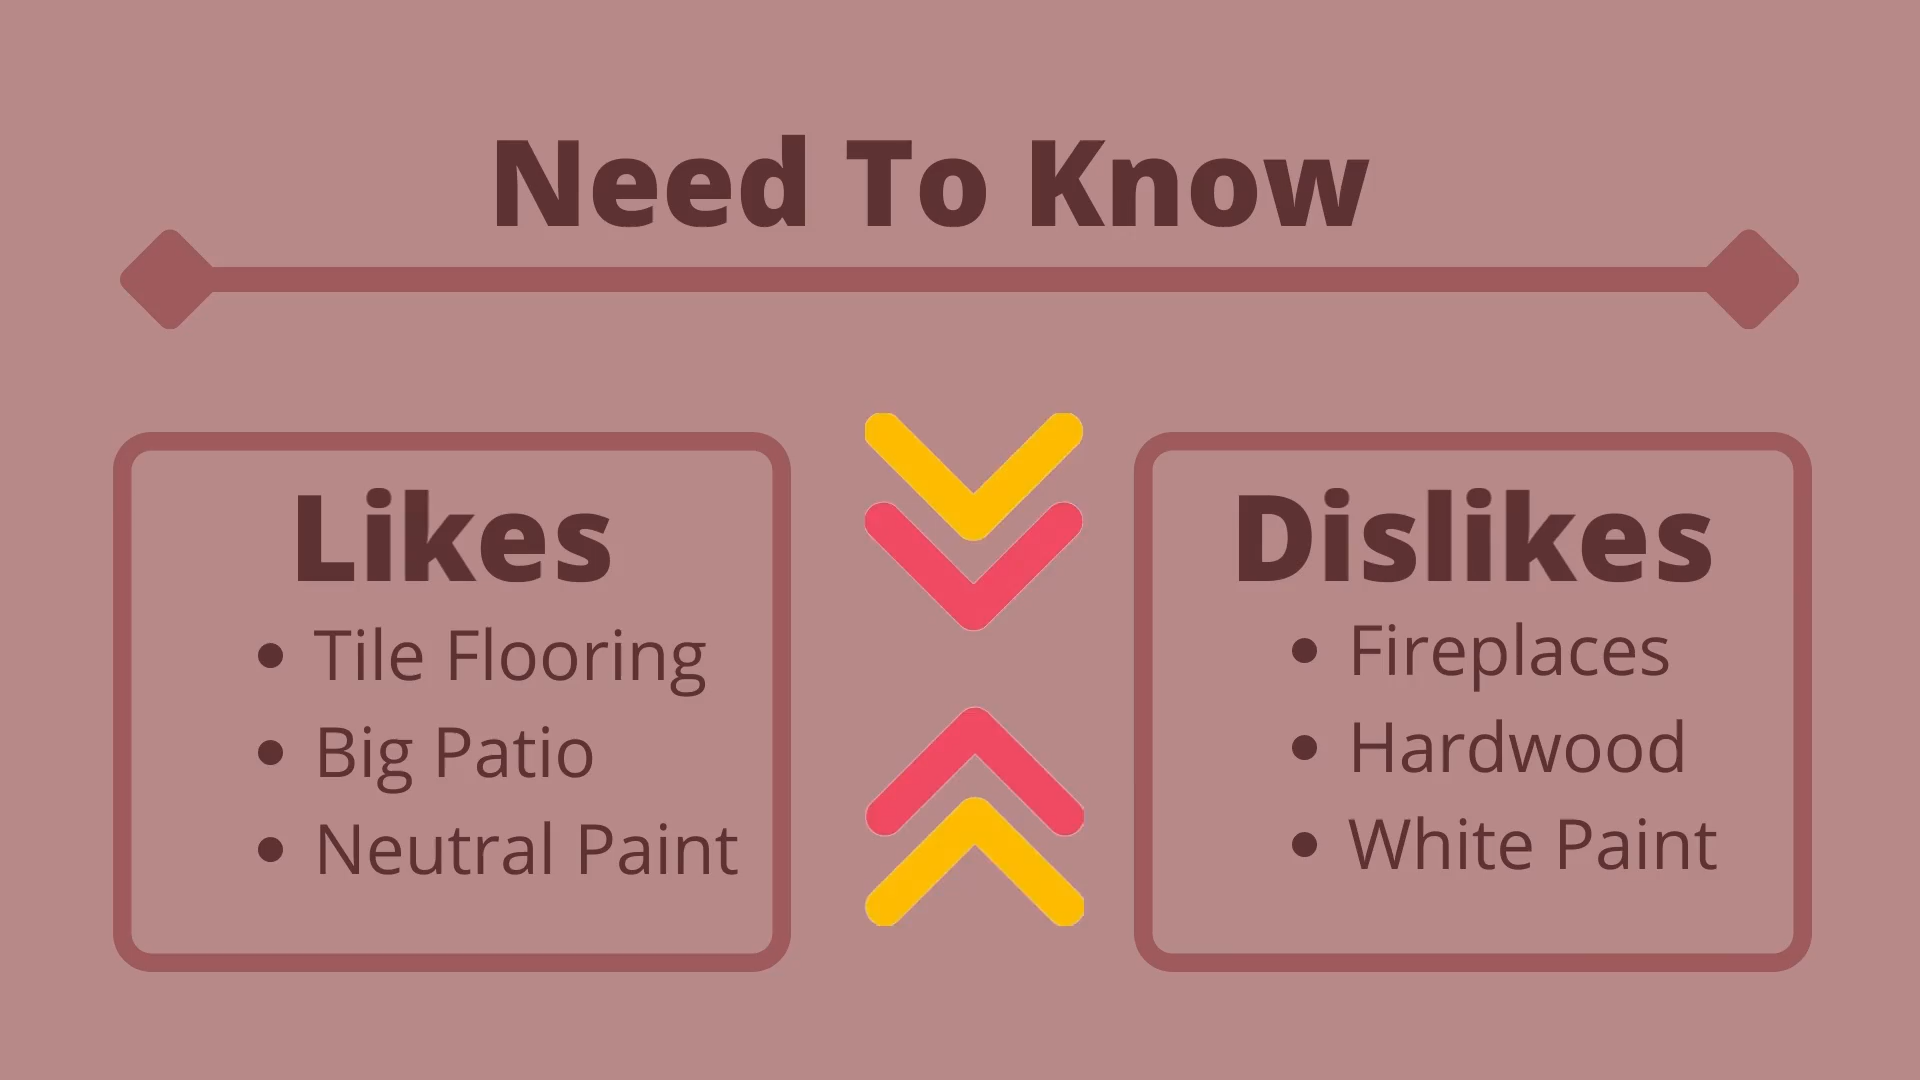 Need To Know
Likes
Tile Flooring
Big Patio
Neutral Paint
Dislikes
Fireplaces
Hardwood
White Paint